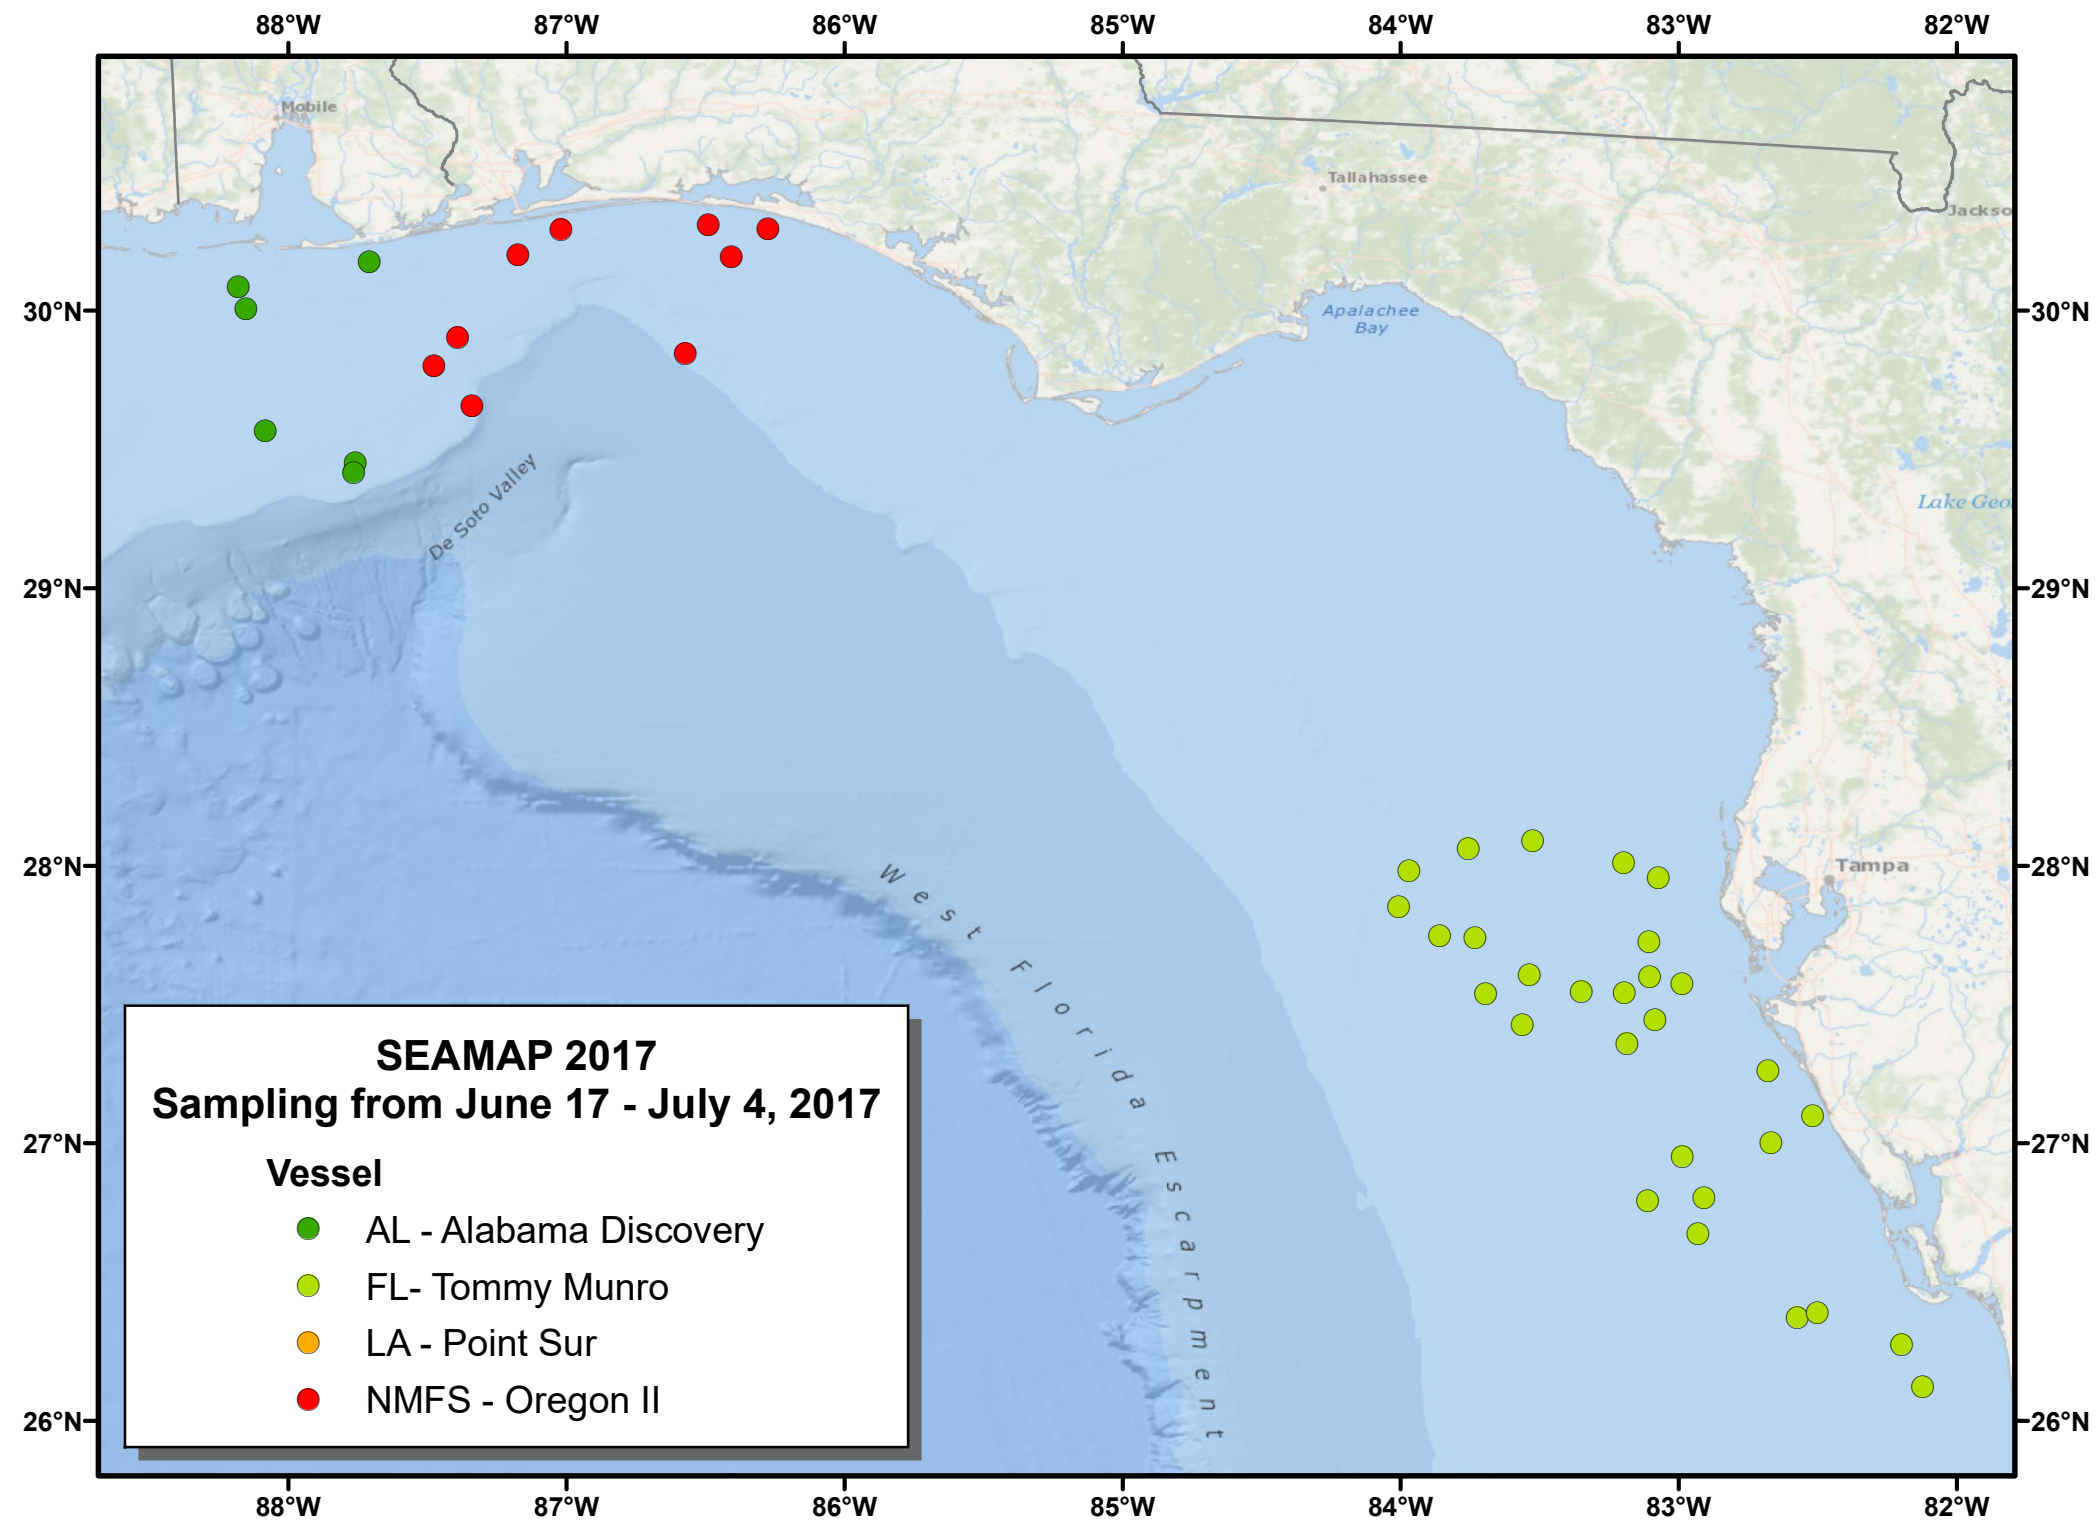 88°W 87°W 86°W 85°W 84°W 83°W 82°W
Mobile
Tallahassee
Jackso
30°N 30°N
Apalachee
Bay
De Soto Valley
Lake Geo
29°N 29°N
28°N 28°N
Tampa
West Florida Escarpment
SEAMAP 2017
Sampling from June 17 - July 4, 2017
Vessel
AL - Alabama Discovery
FL- Tommy Munro
LA - Point Sur
NMFS - Oregon II
27°N 27°N
26°N 26°N
88°W 87°W 86°W 85°W 84°W 83°W 82°W